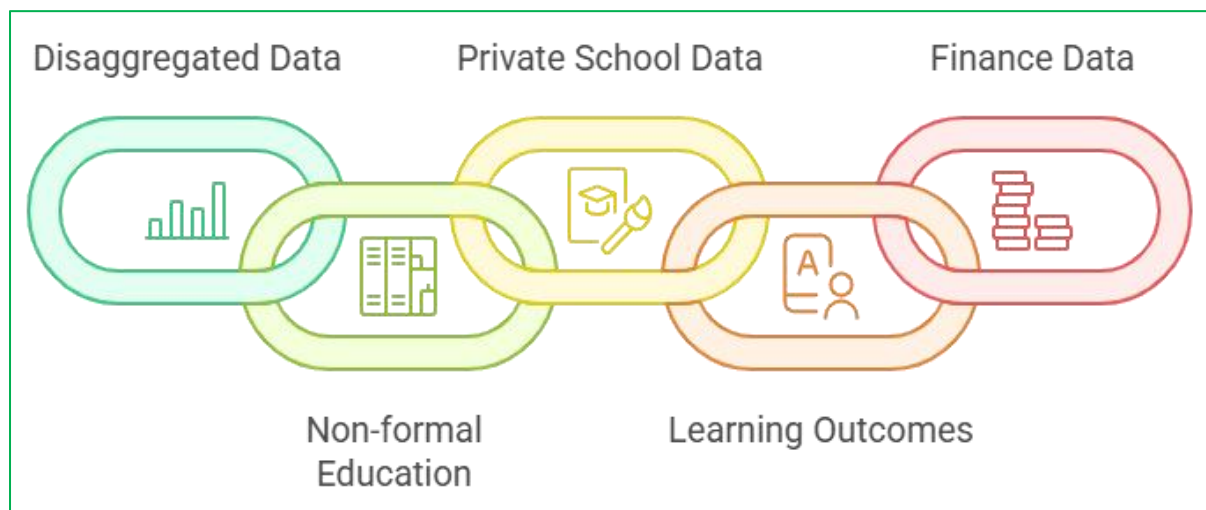 Disaggregated Data
Private School Data
Finance Data
A
Non-formal
Education
Learning Outcomes